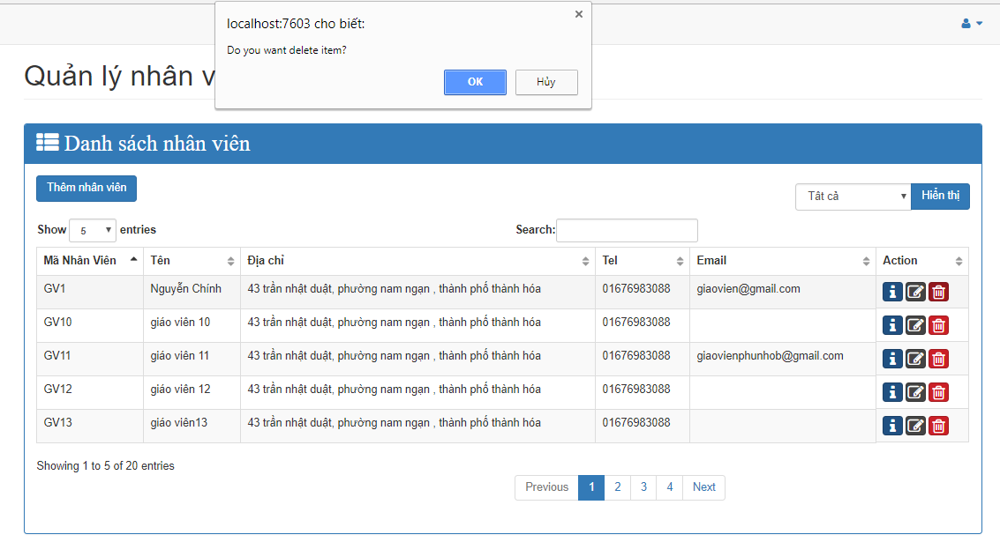 localhost:7603 cho biết:
Do you want delete item?
OK Hủy
Quản lý nhân v
Danh sách nhân viên
Thêm nhân viên
Tất cả Hiển thị
Show 5 entries Search:
Mã Nhân Viên Tên Địa chỉ Tel Email Action
GV1 Nguyễn Chính 43 trần nhật duật, phường nam ngạn , thành phố thành hóa 01676983088 giaovien@gmail.com
GV10 giáo viên 10 43 trần nhật duật, phường nam ngạn , thành phố thành hóa 01676983088
GV11 giáo viên 11 43 trần nhật duật, phường nam ngạn , thành phố thành hóa 01676983088 giaovienphunhob@gmail.com
GV12 giáo viên 12 43 trần nhật duật, phường nam ngạn , thành phố thành hóa 01676983088
GV13 giáo viên13 43 trần nhật duật, phường nam ngạn , thành phố thành hóa 01676983088
Showing 1 to 5 of 20 entries
Previous 1 2 3 4 Next